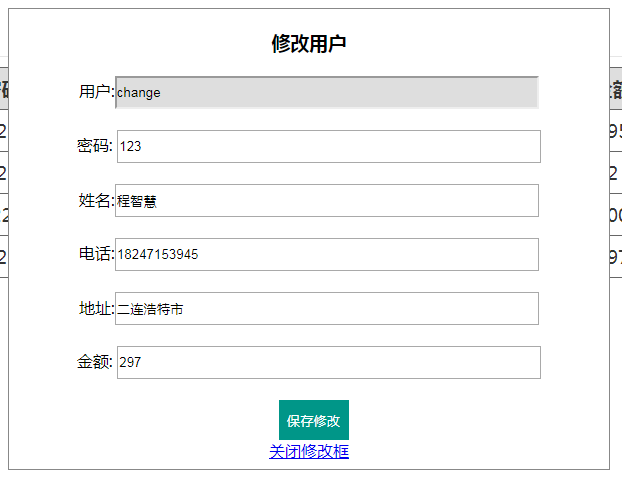 修改用户
用户:change
密码: 123
姓名:程智慧
电话:18247153945
地址:二连浩特市
金额: 297
保存修改
关闭修改框